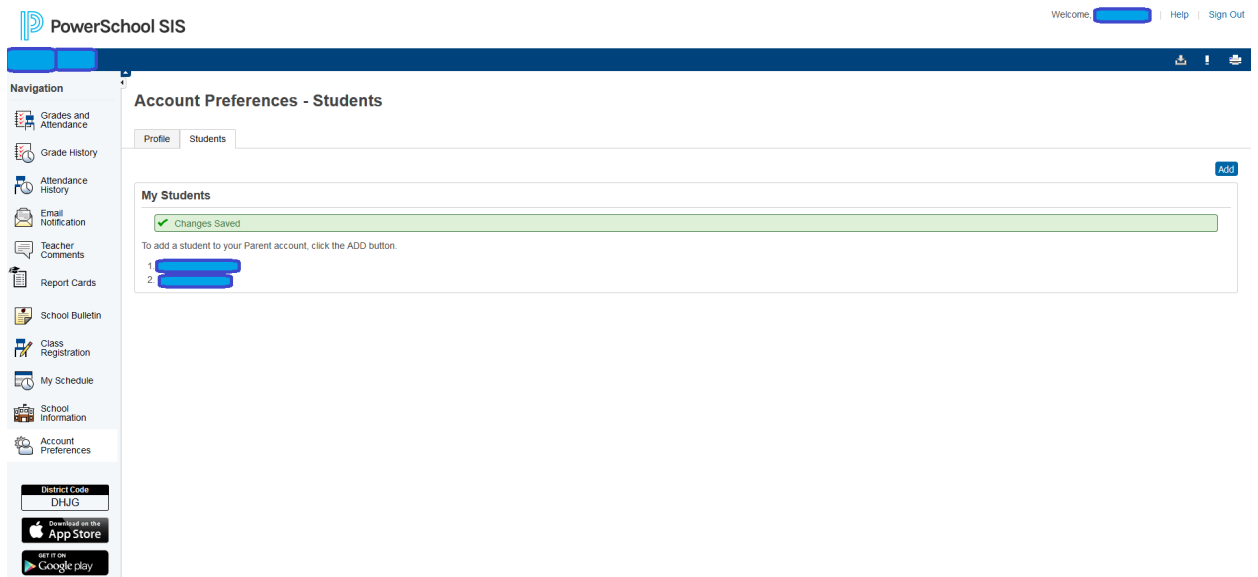 PowerSchool SIS
Welcome,
Help
Sign Out
Navigation
Grades and
Attendance
Grade History
Attendance
History
Email
Notification
Teacher
Comments
Report Cards
School Bulletin
Class
Registration
My Schedule
School
Information
Account
Preferences
District Code
DHJG
Download on the
App Store
GET IT ON
Google play
Account Preferences - Students
Profile
Students
Add
My Students
Changes Saved
To add a student to your Parent account, click the ADD button.
1.
2.